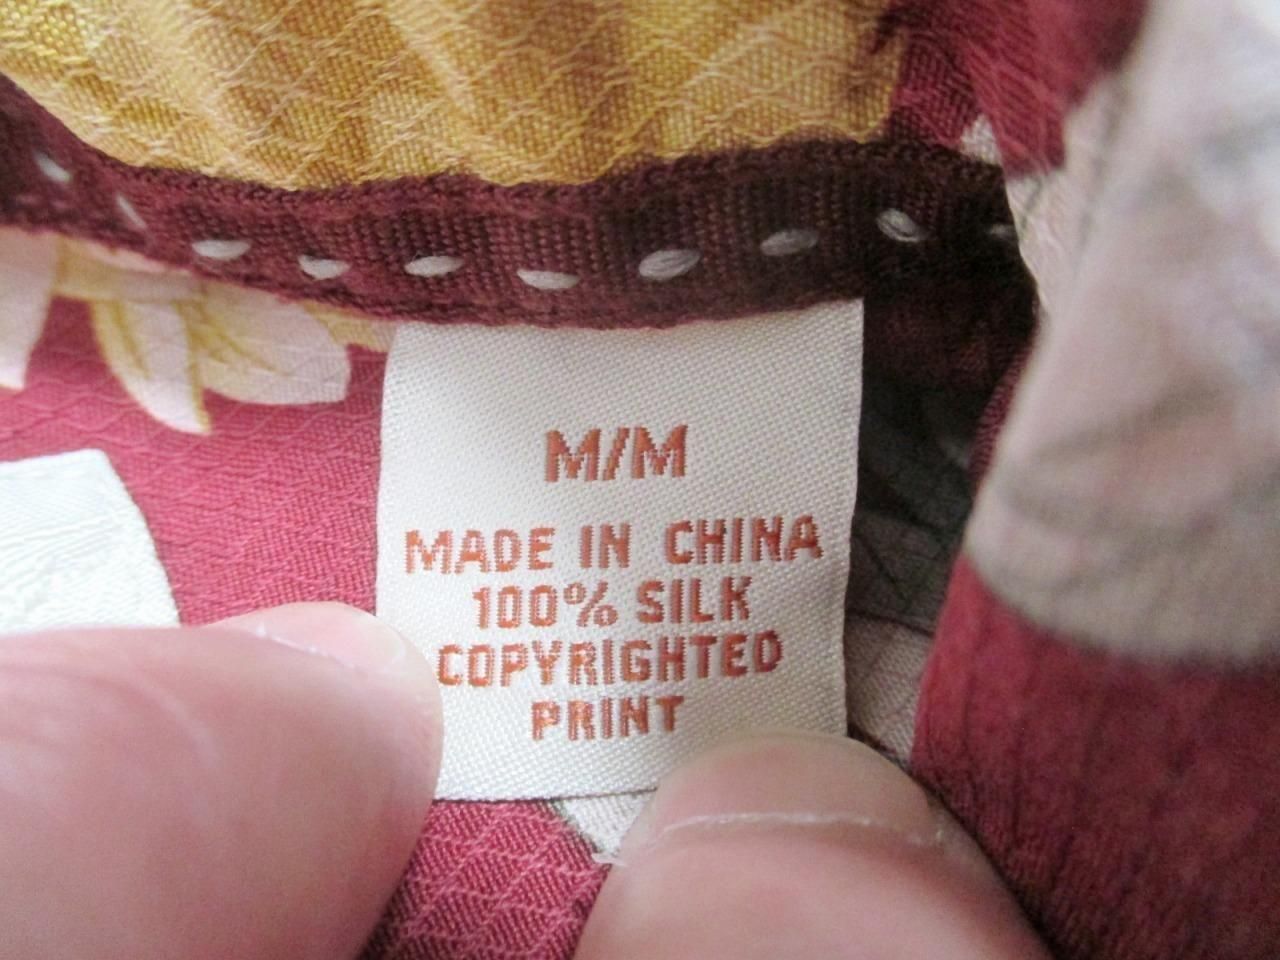 M/M
MADE IN CHINA
100% SILK
COPYRIGHTED
PRINT